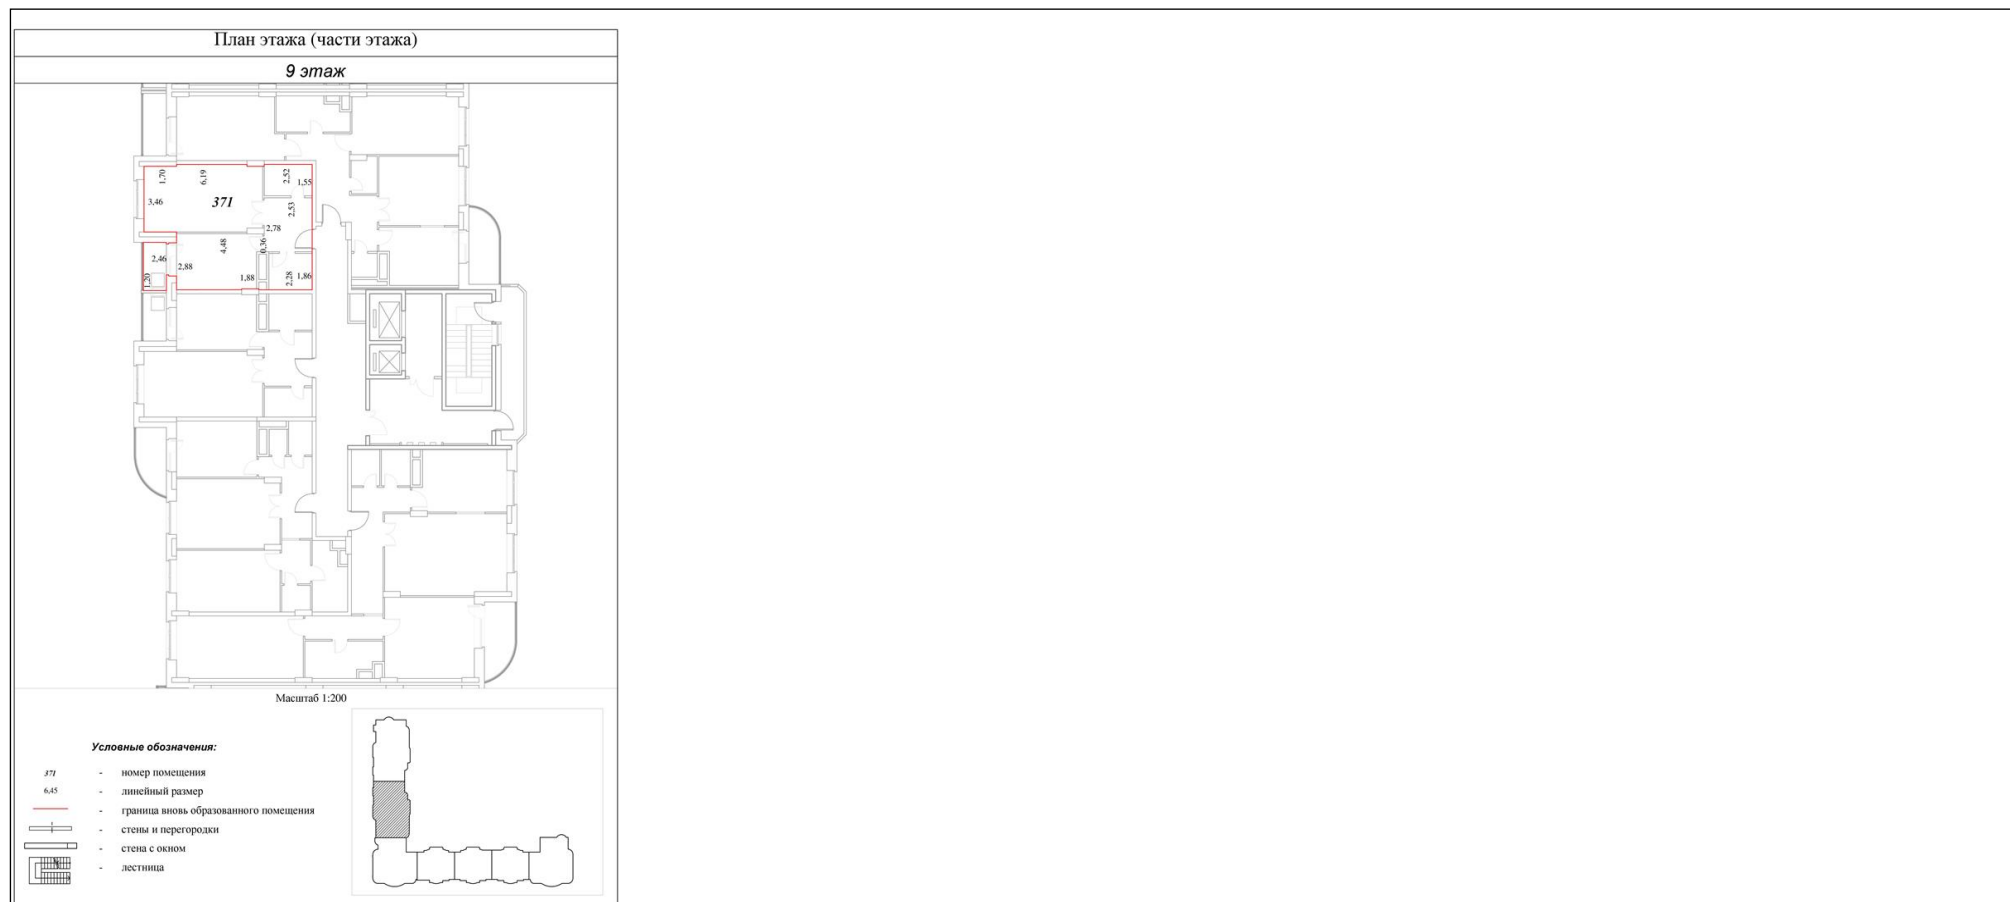 План этажа (части этажа)
9 этаж
1,70
6,19
2,52
1,55
3,46
371
2,53
2,78
4,48
0,36
2,46
2,88
1,20
1,88
2,28
1,86
Масштаб 1:200
Условные обозначения:
371 - номер помещения
6,45 - линейный размер
- граница вновь образованного помещения
- стены и перегородки
- стена с окном
- лестница